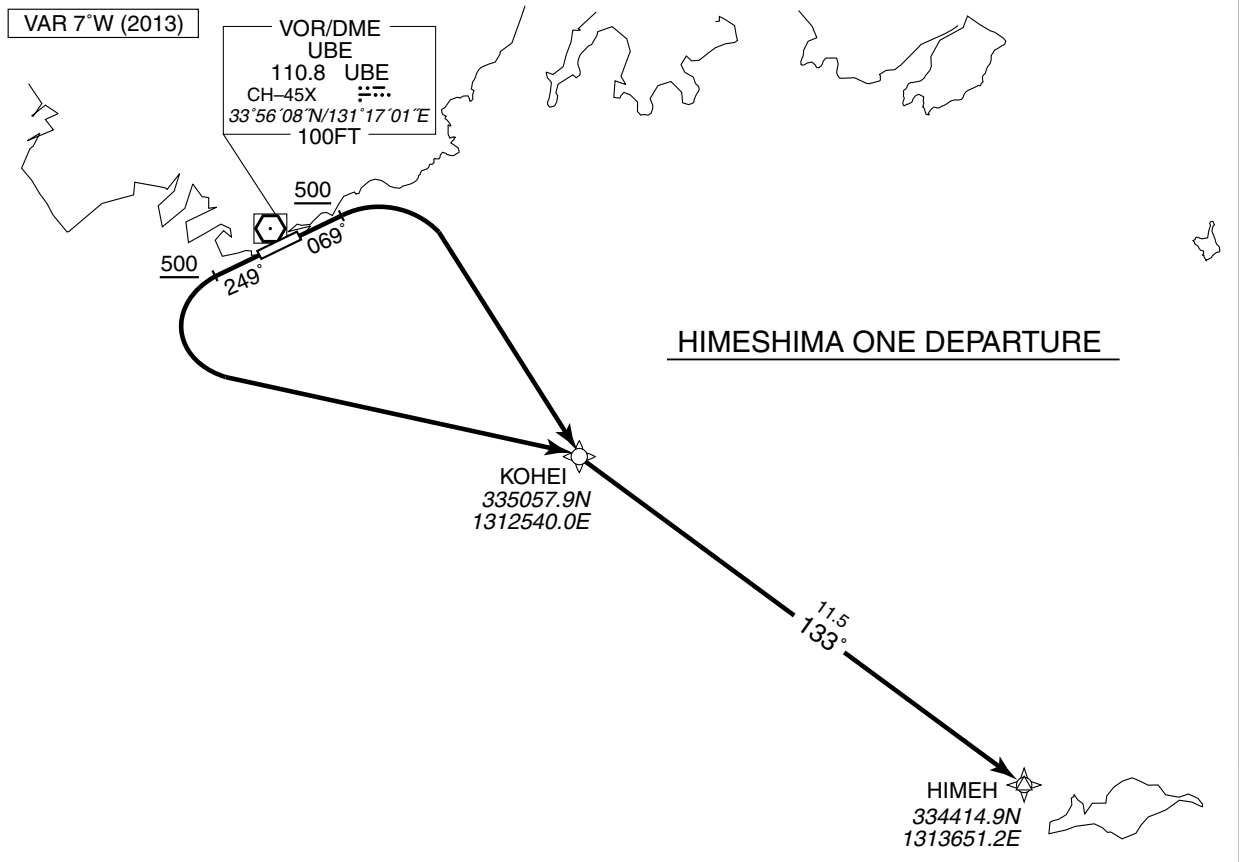 VAR 7°W (2013)
VOR/DME
UBE
110.8 UBE
CH–45X
33°56´08˝N/131°17´01˝E
100FT
500
069°
500
249°
HIMESHIMA ONE DEPARTURE
KOHEI
335057.9N
1312540.0E
11.5
133°
HIMEH
334414.9N
1313651.2E